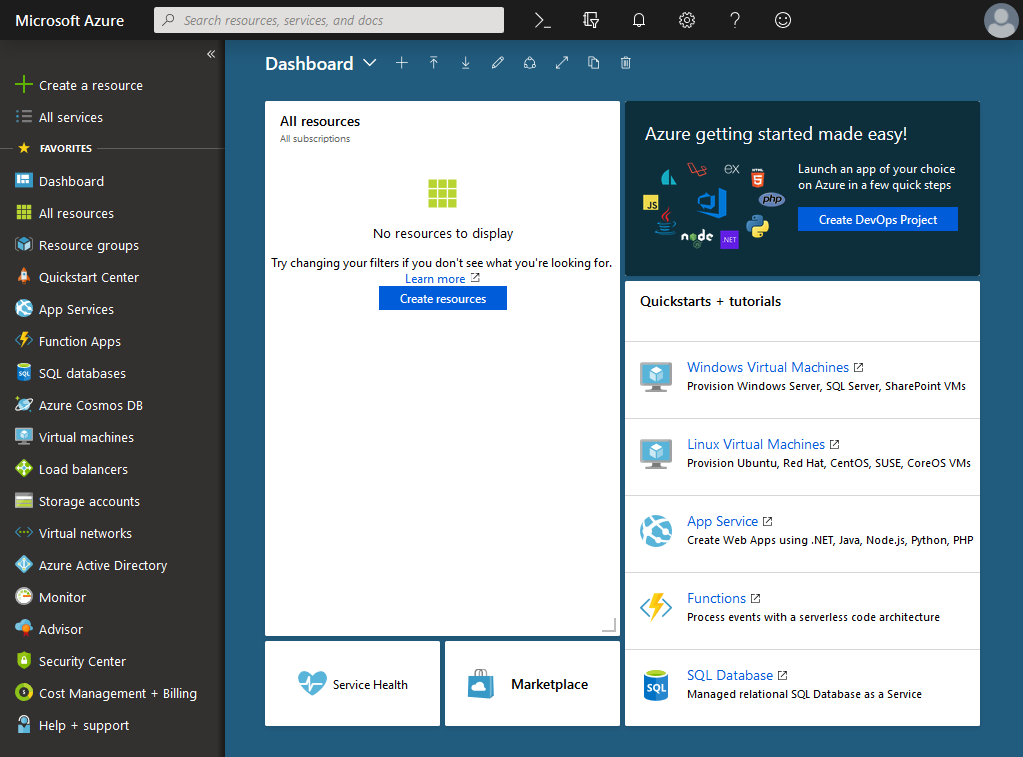 Microsoft Azure
Search resources, services, and docs
Create a resource
All services
FAVORITES
Dashboard
All resources
Resource groups
Quickstart Center
App Services
Function Apps
SQL databases
Azure Cosmos DB
Virtual machines
Load balancers
Storage accounts
Virtual networks
Azure Active Directory
Monitor
Advisor
Security Center
Cost Management + Billing
Help + support
Dashboard
All resources
All subscriptions
No resources to display
Try changing your filters if you don't see what you're looking for.
Learn more
Create resources
Service Health
Marketplace
Azure getting started made easy!
Launch an app of your choice
on Azure in a few quick steps
Create DevOps Project
EX
HTML
5
JS
php
node
.NET
Quickstarts + tutorials
Windows Virtual Machines
Provision Windows Server, SQL Server, SharePoint VMs
Linux Virtual Machines
Provision Ubuntu, Red Hat, CentOS, SUSE, CoreOS VMs
App Service
Create Web Apps using .NET, Java, Node.js, Python, PHP
Functions
Process events with a serverless code architecture
SQL
SQL Database
Managed relational SQL Database as a Service